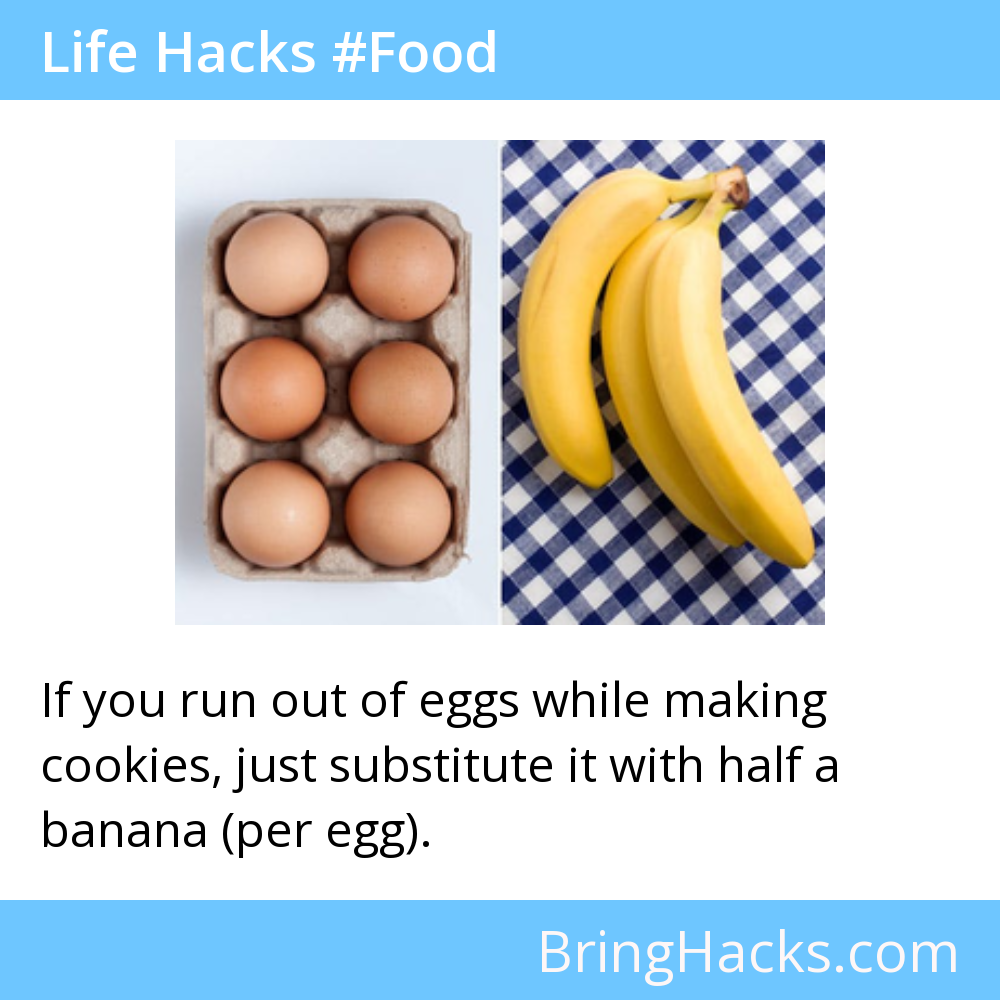 Life Hacks #Food
If you run out of eggs while making
cookies, just substitute it with half a
banana (per egg).
BringHacks.com